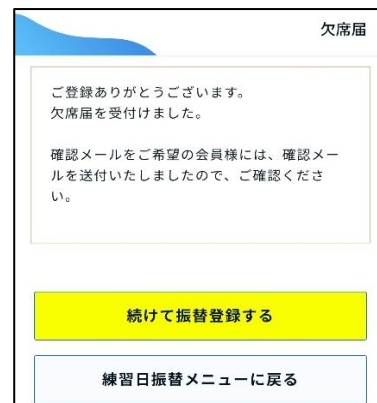 欠席届
ご登録ありがとうございます。
欠席届を受付けました。
確認メールをご希望の会員様には、確認メー
ルを送付いたしましたので、ご確認くださ
い。
続けて振替登録する
練習日振替メニューに戻る